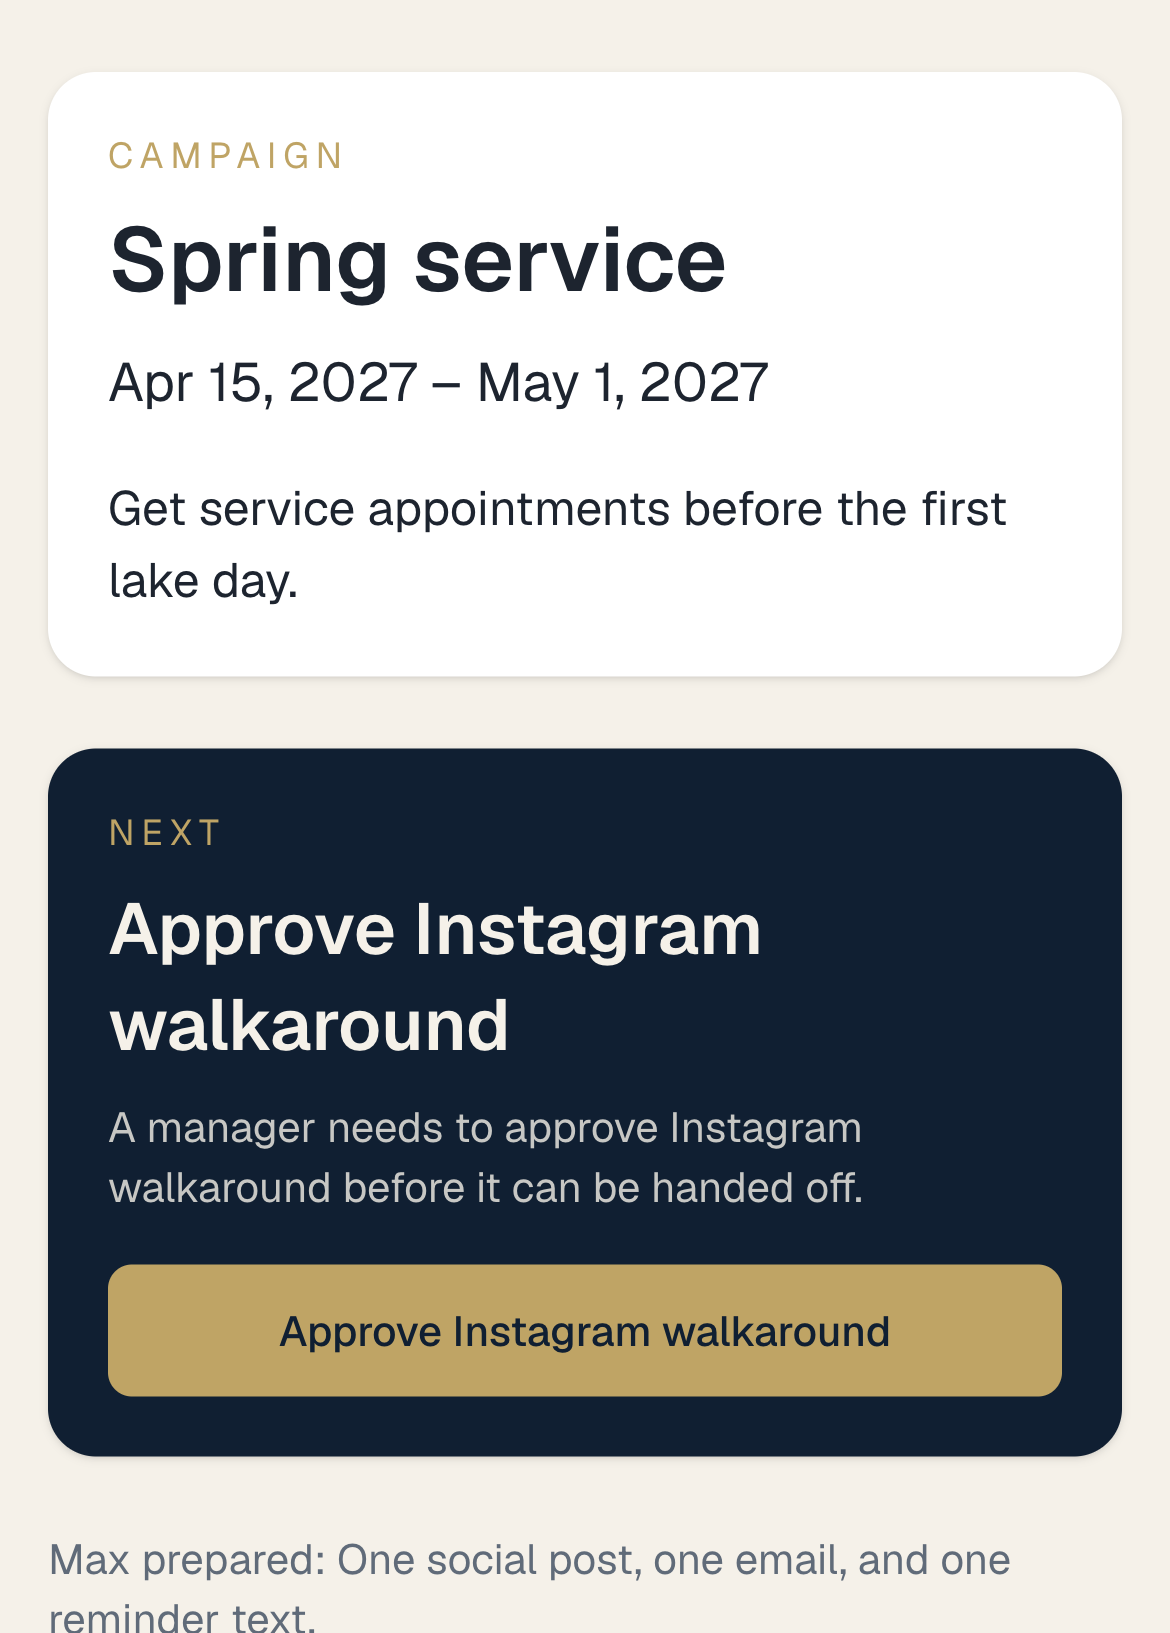 CAMPAIGN
Spring service
Apr 15, 2027 – May 1, 2027
Get service appointments before the first
lake day.
NEXT
Approve Instagram
walkaround
A manager needs to approve Instagram
walkaround before it can be handed off.
Approve Instagram walkaround
Max prepared: One social post, one email, and one
reminder text.